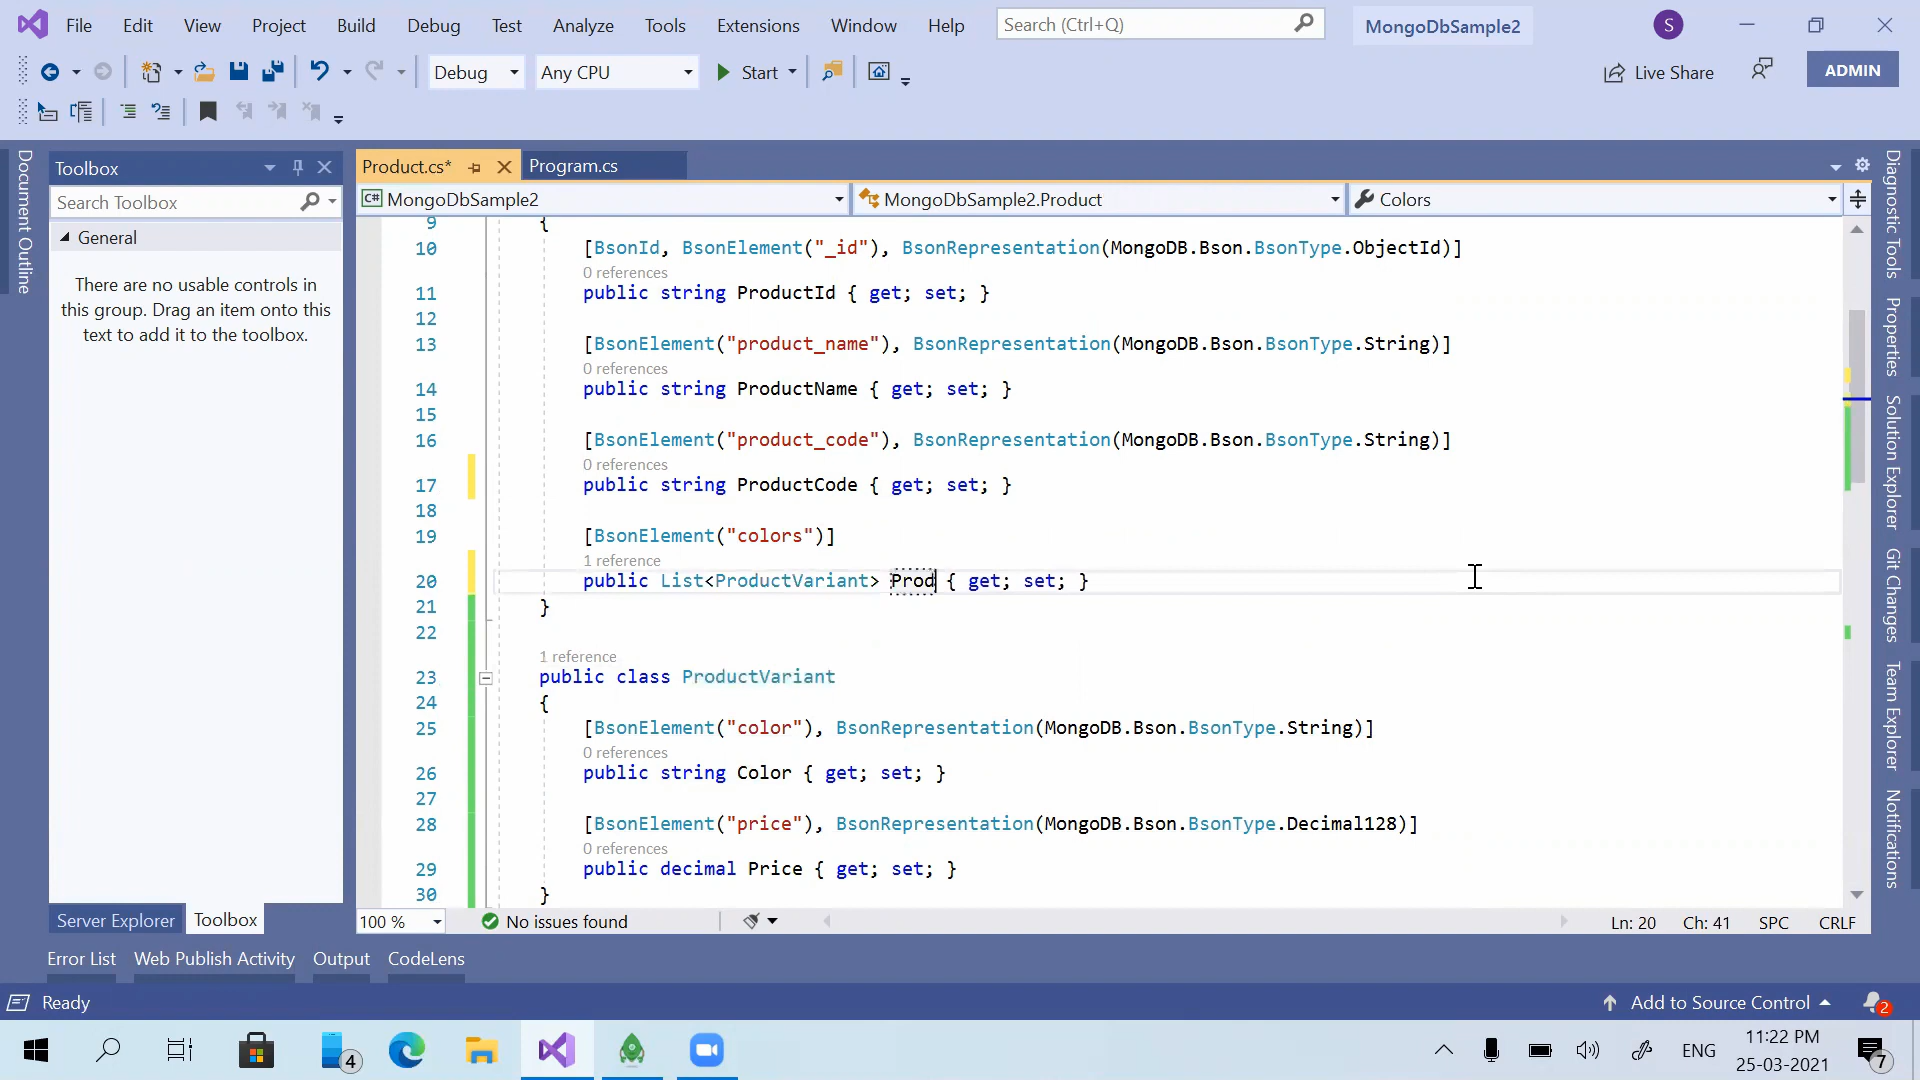 File Edit View Project Build Debug Test Analyze Tools Extensions Window Help Search (Ctrl+Q) MongoDbSample2 S
Debug Any CPU Start Live Share ADMIN
Document Outline
Toolbox
Search Toolbox
General
There are no usable controls in
this group. Drag an item onto this
text to add it to the toolbox.
Server Explorer Toolbox
Product.cs* Program.cs
C# MongoDbSample2 MongoDbSample2.Product Colors
9 {
10 [BsonId, BsonElement("_id"), BsonRepresentation(MongoDB.Bson.BsonType.ObjectId)]
0 references
11 public string ProductId { get; set; }
12
13 [BsonElement("product_name"), BsonRepresentation(MongoDB.Bson.BsonType.String)]
0 references
14 public string ProductName { get; set; }
15
16 [BsonElement("product_code"), BsonRepresentation(MongoDB.Bson.BsonType.String)]
0 references
17 public string ProductCode { get; set; }
18
19 [BsonElement("colors")]
1 reference
20 public List<ProductVariant> Prod { get; set; }
21 }
22
1 reference
23 public class ProductVariant
24 {
25 [BsonElement("color"), BsonRepresentation(MongoDB.Bson.BsonType.String)]
0 references
26 public string Color { get; set; }
27
28 [BsonElement("price"), BsonRepresentation(MongoDB.Bson.BsonType.Decimal128)]
0 references
29 public decimal Price { get; set; }
30 }
100 % No issues found Ln: 20 Ch: 41 SPC CRLF
Diagnostic Tools
Properties
Solution Explorer
Git Changes
Team Explorer
Notifications
Error List Web Publish Activity Output CodeLens
Ready Add to Source Control 2
4 ENG 11:22 PM
25-03-2021 7